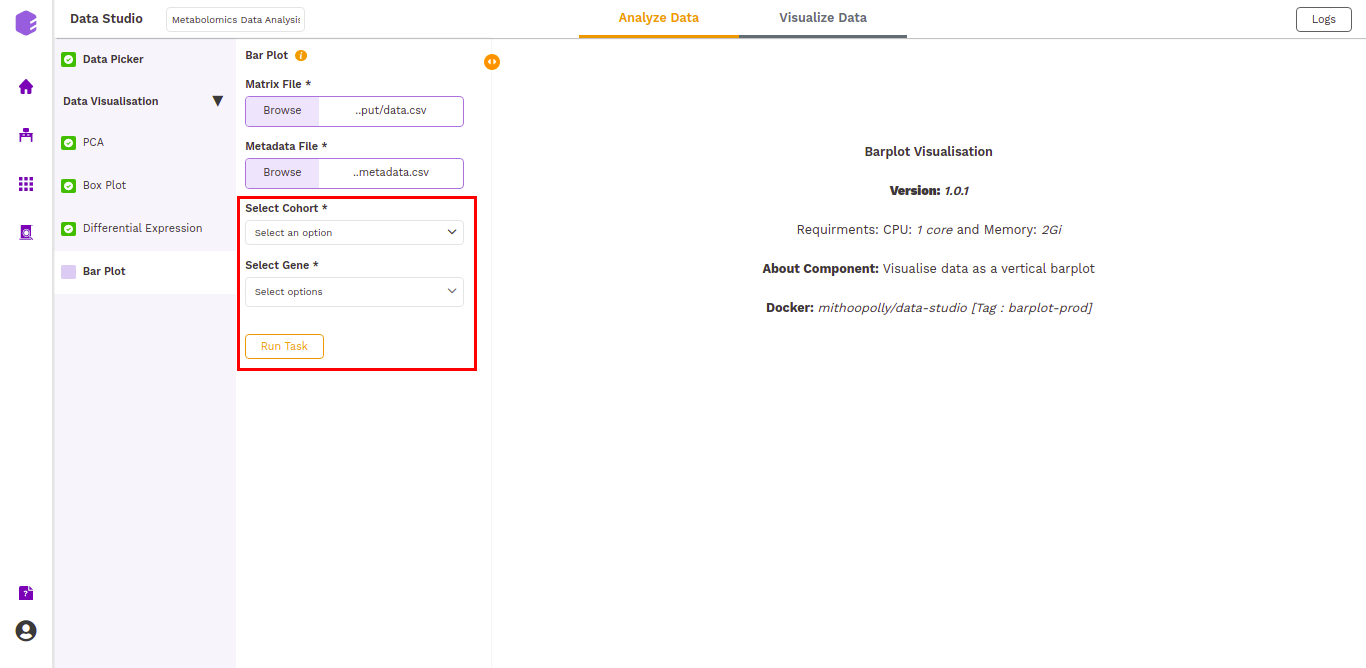 Data Studio
Metabolomics Data Analysis
Analyze Data
Visualize Data
Logs
Data Picker
Data Visualisation
PCA
Box Plot
Differential Expression
Bar Plot
Bar Plot
Matrix File *
Browse
..put/data.csv
Metadata File *
Browse
..metadata.csv
Select Cohort *
Select an option
Select Gene *
Select options
Run Task
Barplot Visualisation
Version: 1.0.1
Requirments: CPU: 1 core and Memory: 2Gi
About Component: Visualise data as a vertical barplot
Docker: mithoopolly/data-studio [Tag : barplot-prod]